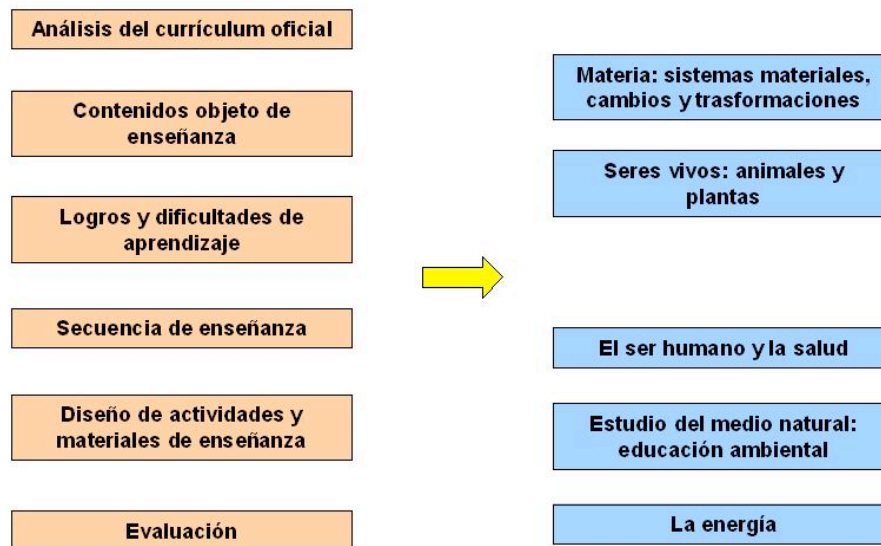 Análisis del currículum oficial
Contenidos objeto de
enseñanza
Logros y dificultades de
aprendizaje
Secuencia de enseñanza
Diseño de actividades y
materiales de enseñanza
Evaluación
Materia: sistemas materiales,
cambios y trasformaciones
Seres vivos: animales y
plantas
El ser humano y la salud
Estudio del medio natural:
educación ambiental
La energía